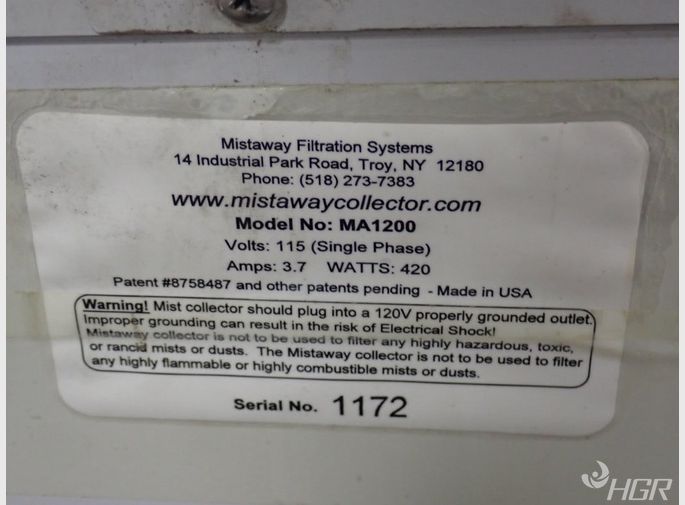 Mistaway Filtration Systems
14 Industrial Park Road, Troy, NY 12180
Phone: (518) 273-7383
www.mistawaycollector.com
Model No: MA1200
Volts: 115 (Single Phase)
Amps: 3.7 WATTS: 420
Patent #8758487 and other patents pending - Made in USA
Warning! Mist collector should plug into a 120V properly grounded outlet.
Improper grounding can result in the risk of Electrical Shock!
Mistaway collector is not to be used to filter any highly hazardous, toxic,
or rancid mists or dusts. The Mistaway collector is not to be used to filter
any highly flammable or highly combustible mists or dusts.
Serial No. 1172
HGR